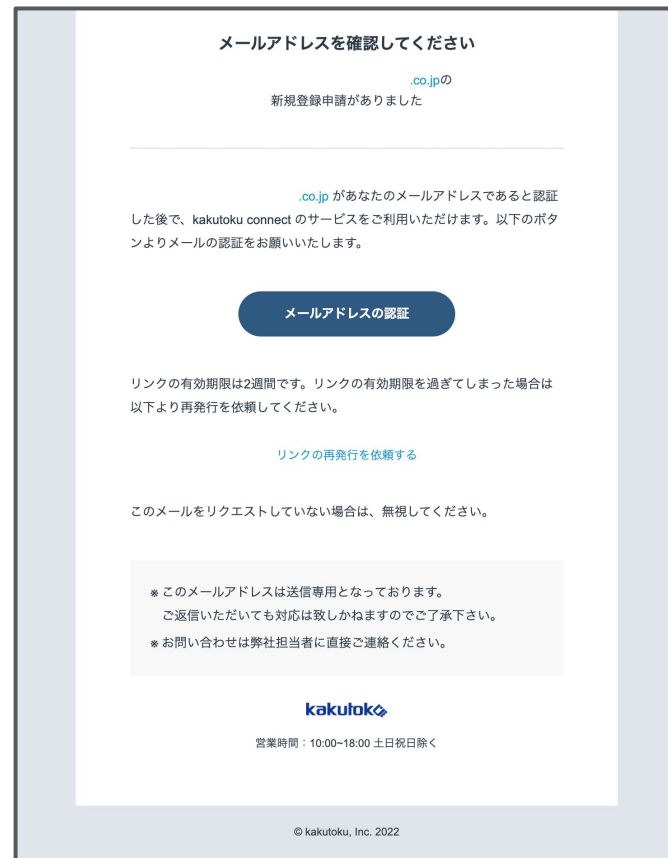 メールアドレスを確認してください
.co.jpの
新規登録申請がありました
.co.jp があなたのメールアドレスであると認証
した後で、kakutoku connect のサービスをご利用いただけます。以下のボタ
ンよりメールの認証をお願いいたします。
メールアドレスの認証
リンクの有効期限は2週間です。リンクの有効期限を過ぎてしまった場合は
以下より再発行を依頼してください。
リンクの再発行を依頼する
このメールをリクエストしていない場合は、無視してください。
※ このメールアドレスは送信専用となっております。
ご返信いただいても対応は致しかねますのでご了承下さい。
※ お問い合わせは弊社担当者に直接ご連絡ください。
kakutoku
営業時間：10:00~18:00 土日祝日除く
© kakutoku, Inc. 2022